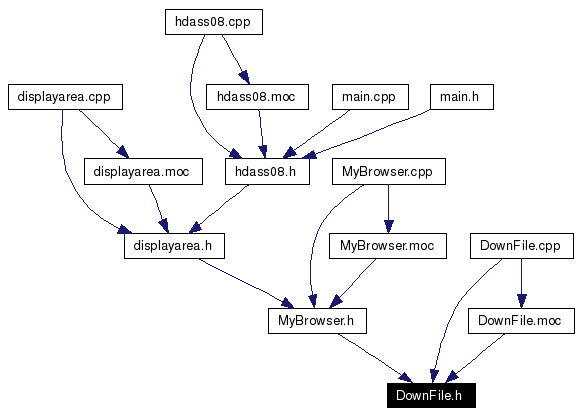 hdass08.cpp
displayarea.cpp
hdass08.moc
main.cpp
main.h
displayarea.moc
hdass08.h
MyBrowser.cpp
displayarea.h
MyBrowser.moc
DownFile.cpp
MyBrowser.h
DownFile.moc
DownFile.h